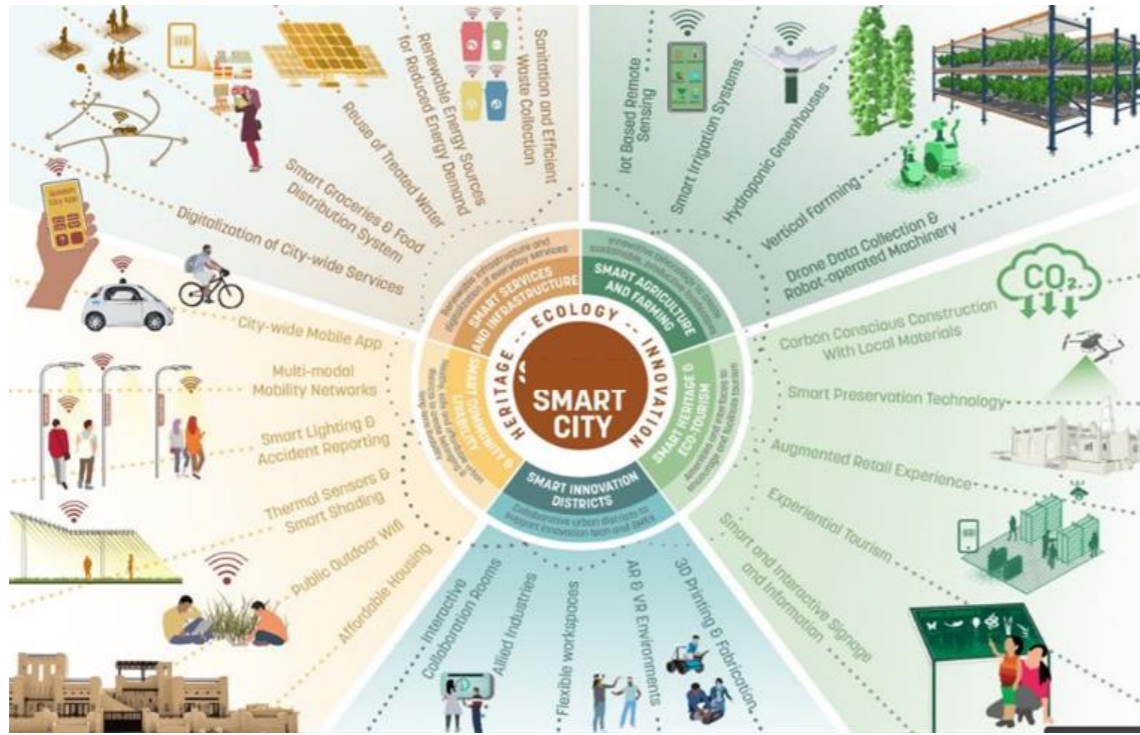 Digitalization of City-wide Services
Smart Groceries & Food
Distribution System
Reuse of Treated Water
Renewable Energy Sources
for Reduced Energy Demand
Sanitation and Efficient
Waste Collection
Iot Based Remote
Sensing
Smart Irrigation Systems
Hydroponic Greenhouses
Vertical Farming
Drone Data Collection &
Robot-operated Machinery
CO2
Carbon Conscious Construction
With Local Materials
Smart Preservation Technology
Augmented Retail Experience
Experiential Tourism
Smart and Interactive Signage
and Information
3D Printing & Fabrication
AR & VR Environments
Flexible workspaces
Allied Industries
Interactive
Collaboration Rooms
Affordable Housing
Public Outdoor Wifi
Thermal Sensors &
Smart Shading
Smart Lighting &
Accident Reporting
Multi-modal
Mobility Networks
City-wide Mobile App
SMART SERVICES
AND INFRASTRUCTURE
Renewable infrastructure and
digitization of everyday services
SMART AGRICULTURE
AND FARMING
SMART HERITAGE &
ECO-TOURISM
SMART INNOVATION
DISTRICTS
Collaborative urban districts to
support innovation tech and skills
SMART COMMUNITY
& LIVABILITY
HERITAGE -- ECOLOGY -- INNOVATION
SMART
CITY